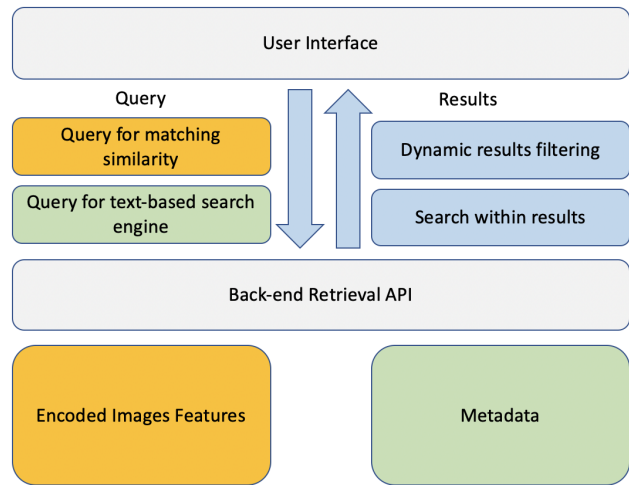 User Interface
Query
Results
Query for matching
similarity
Dynamic results filtering
Query for text-based search
engine
Search within results
Back-end Retrieval API
Encoded Images Features
Metadata